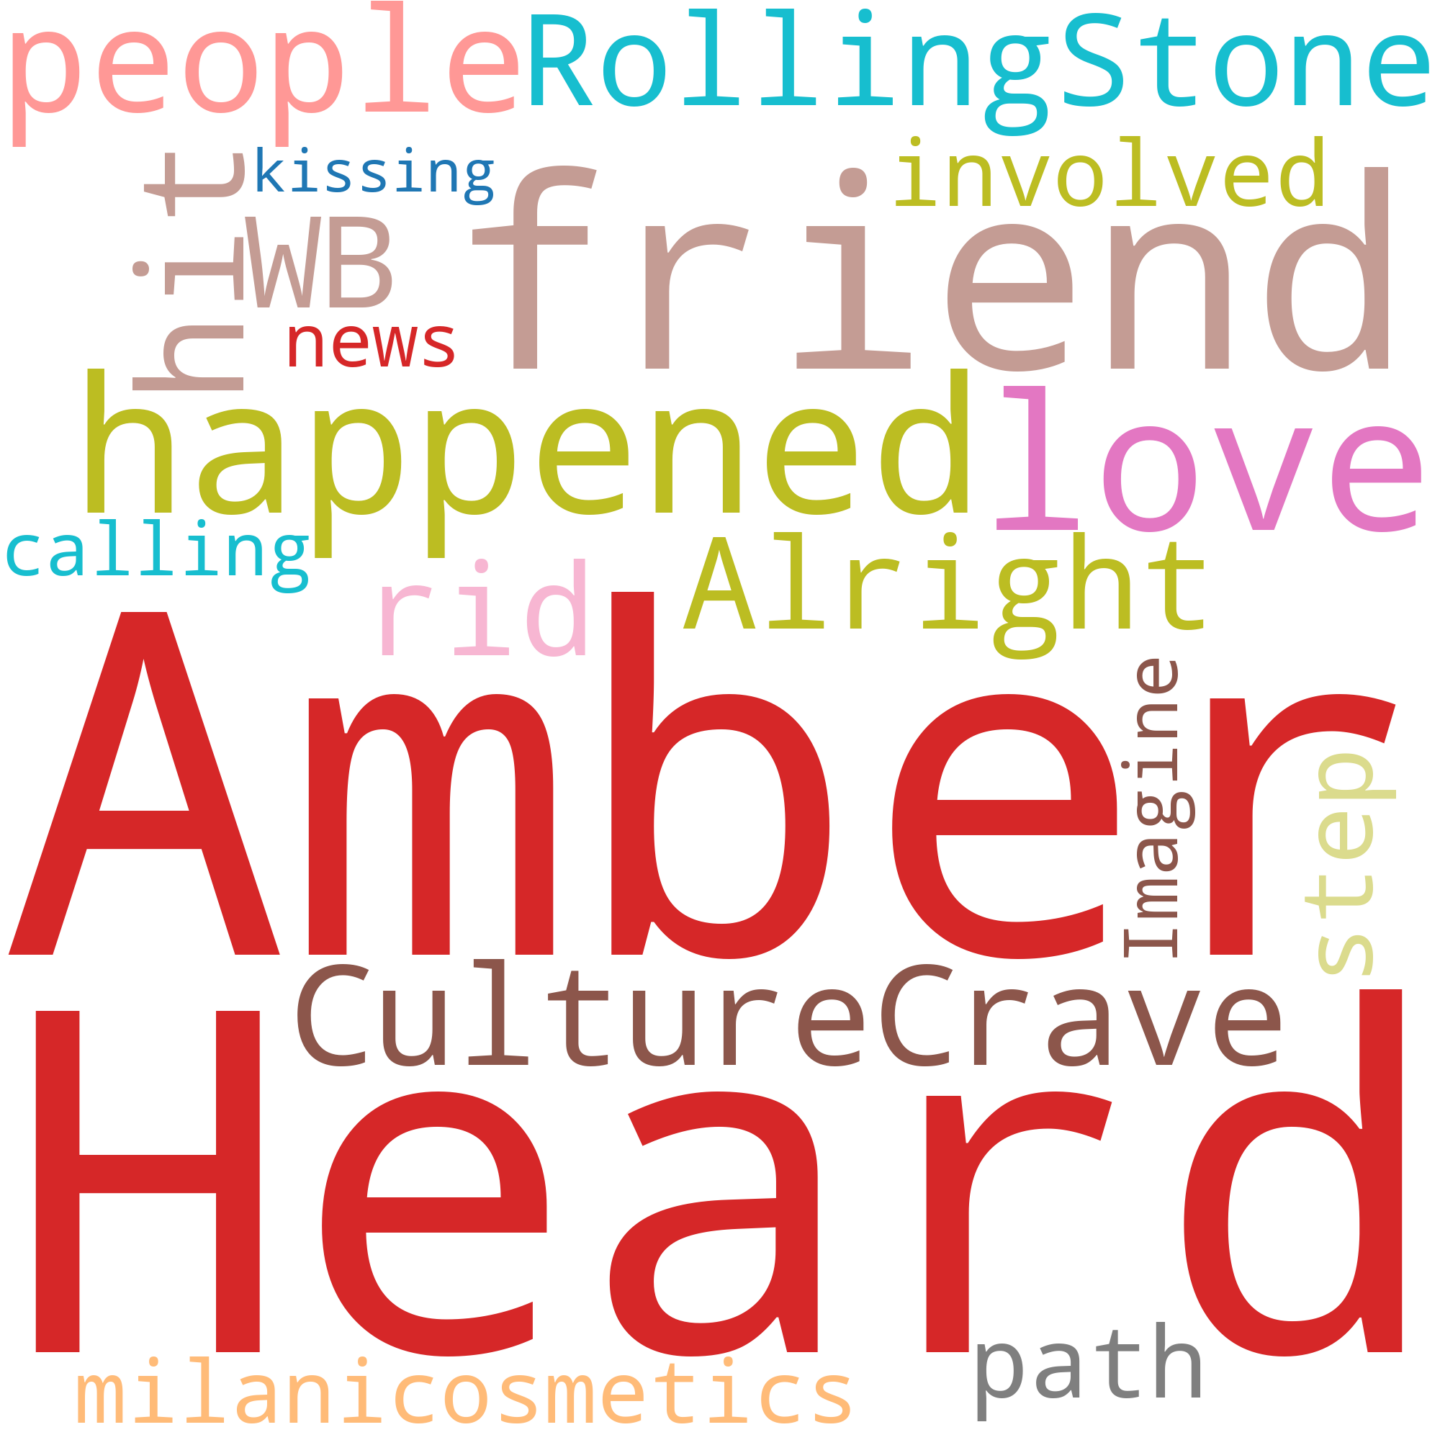 people RollingStone
kissing
involved
hit
WB
friend
news
happened
love
calling
rid
Alright
Amber
Imagine
step
CultureCrave
Heard
milanicosmetics
path